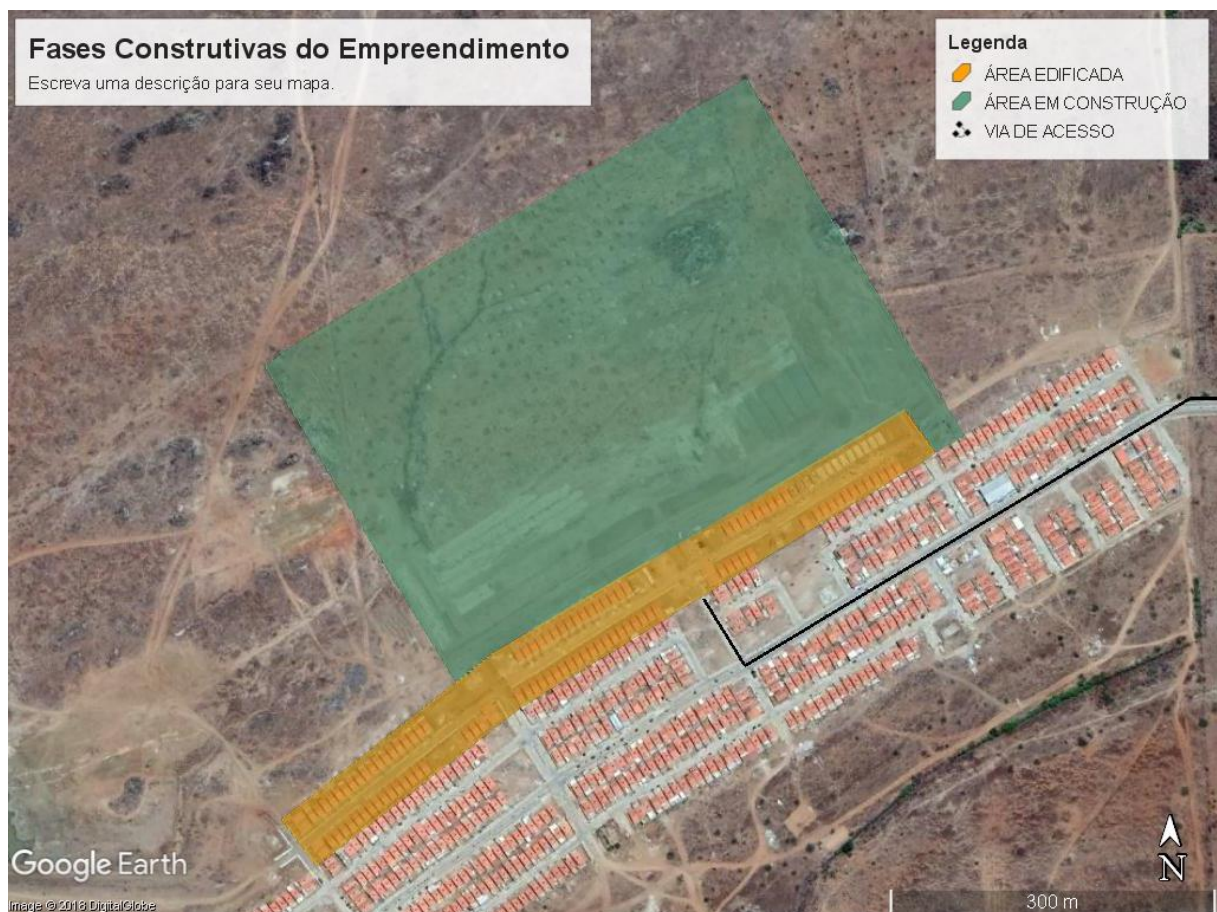 Fases Construtivas do Empreendimento
Escreva uma descrição para seu mapa.
Legenda
ÁREA EDIFICADA
ÁREA EM CONSTRUÇÃO
VIA DE ACESSO
Google Earth
N
Image © 2018 DigitalGlobe
300 m